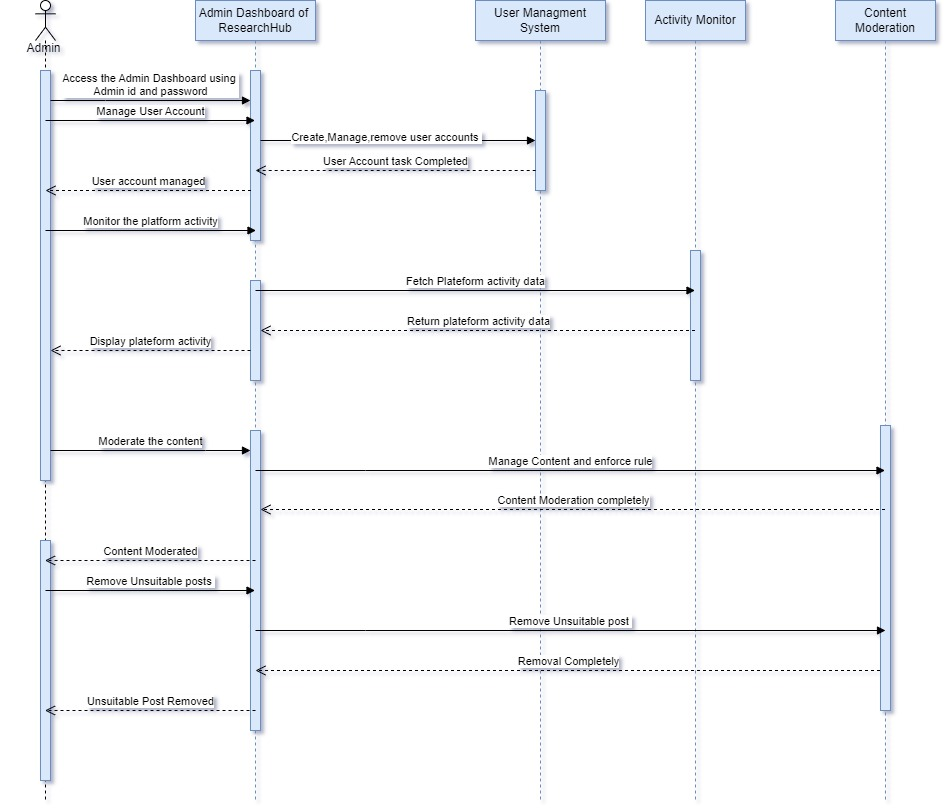 Admin
Admin Dashboard of
ResearchHub
User Managment
System
Activity Monitor
Content
Moderation
Access the Admin Dashboard using
Admin id and password
Manage User Account
Create,Manage,remove user accounts
User Account task Completed
User account managed
Monitor the platform activity
Fetch Plateform activity data
Return plateform activity data
Display plateform activity
Moderate the content
Manage Content and enforce rule
Content Moderation completely
Content Moderated
Remove Unsuitable posts
Remove Unsuitable post
Removal Completely
Unsuitable Post Removed